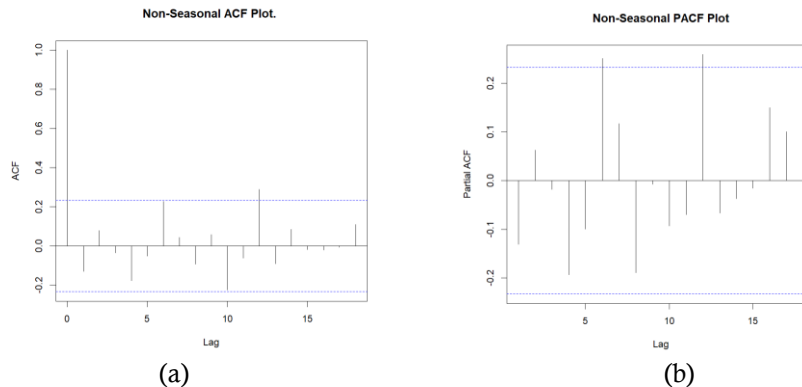 Non-Seasonal ACF Plot.
ACF
1.0
0.8
0.6
0.4
0.2
0.0
-0.2
0 5 10 15
Lag
(a)
Non-Seasonal PACF Plot
Partial ACF
0.2
0.1
0.0
-0.1
-0.2
5 10 15
Lag
(b)